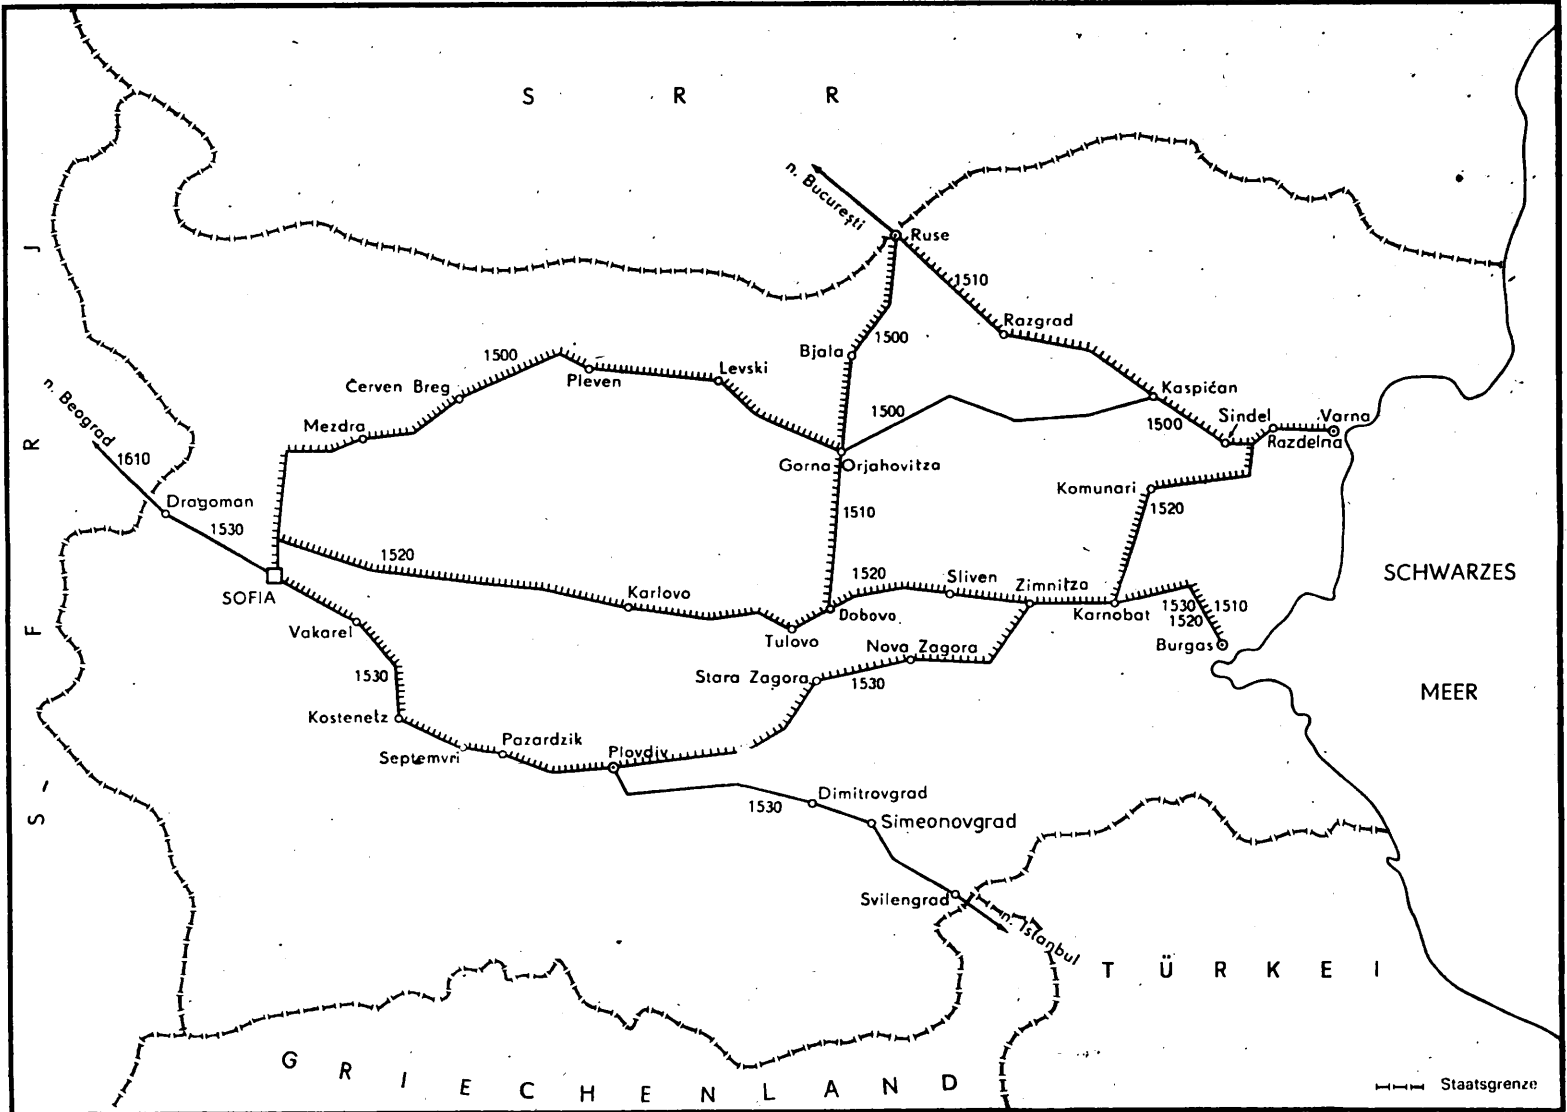 S R R
n. Bucureşti
Ruse
1510
Razgrad
1500
Bjala
Levski
1500
Pleven
Červen Breg
Kaspičan
1500
1500
Sindel
Varna
Razdelna
Mezdra
n. Beograd
1610
Gorna Orjahovitza
Komunari
1520
Dragoman
1530
1510
1520
SOFIA
Karlovo
1520
Sliven
Zimnitza
Tulovo
Dobovo
Karnobat
1530
1520
1510
Burgas
Vakarel
Nova Zagora
1530
Stara Zagora
1530
Kostenetz
Septemvri
Pazardzik
Plovdiv
1530
Dimitrovgrad
Simeonovgrad
Svilengrad
n. Istanbul
S - F R J
SCHWARZES
MEER
T Ü R K E I
G R I E C H E N L A N D
Staatsgrenze